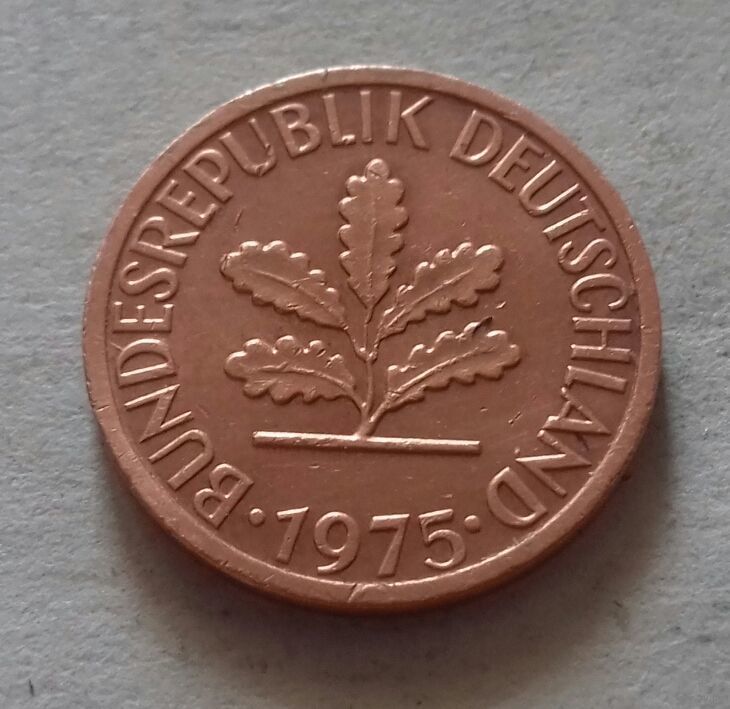 BUNDESREPUBLIK DEUTSCHLAND
· 1975 ·